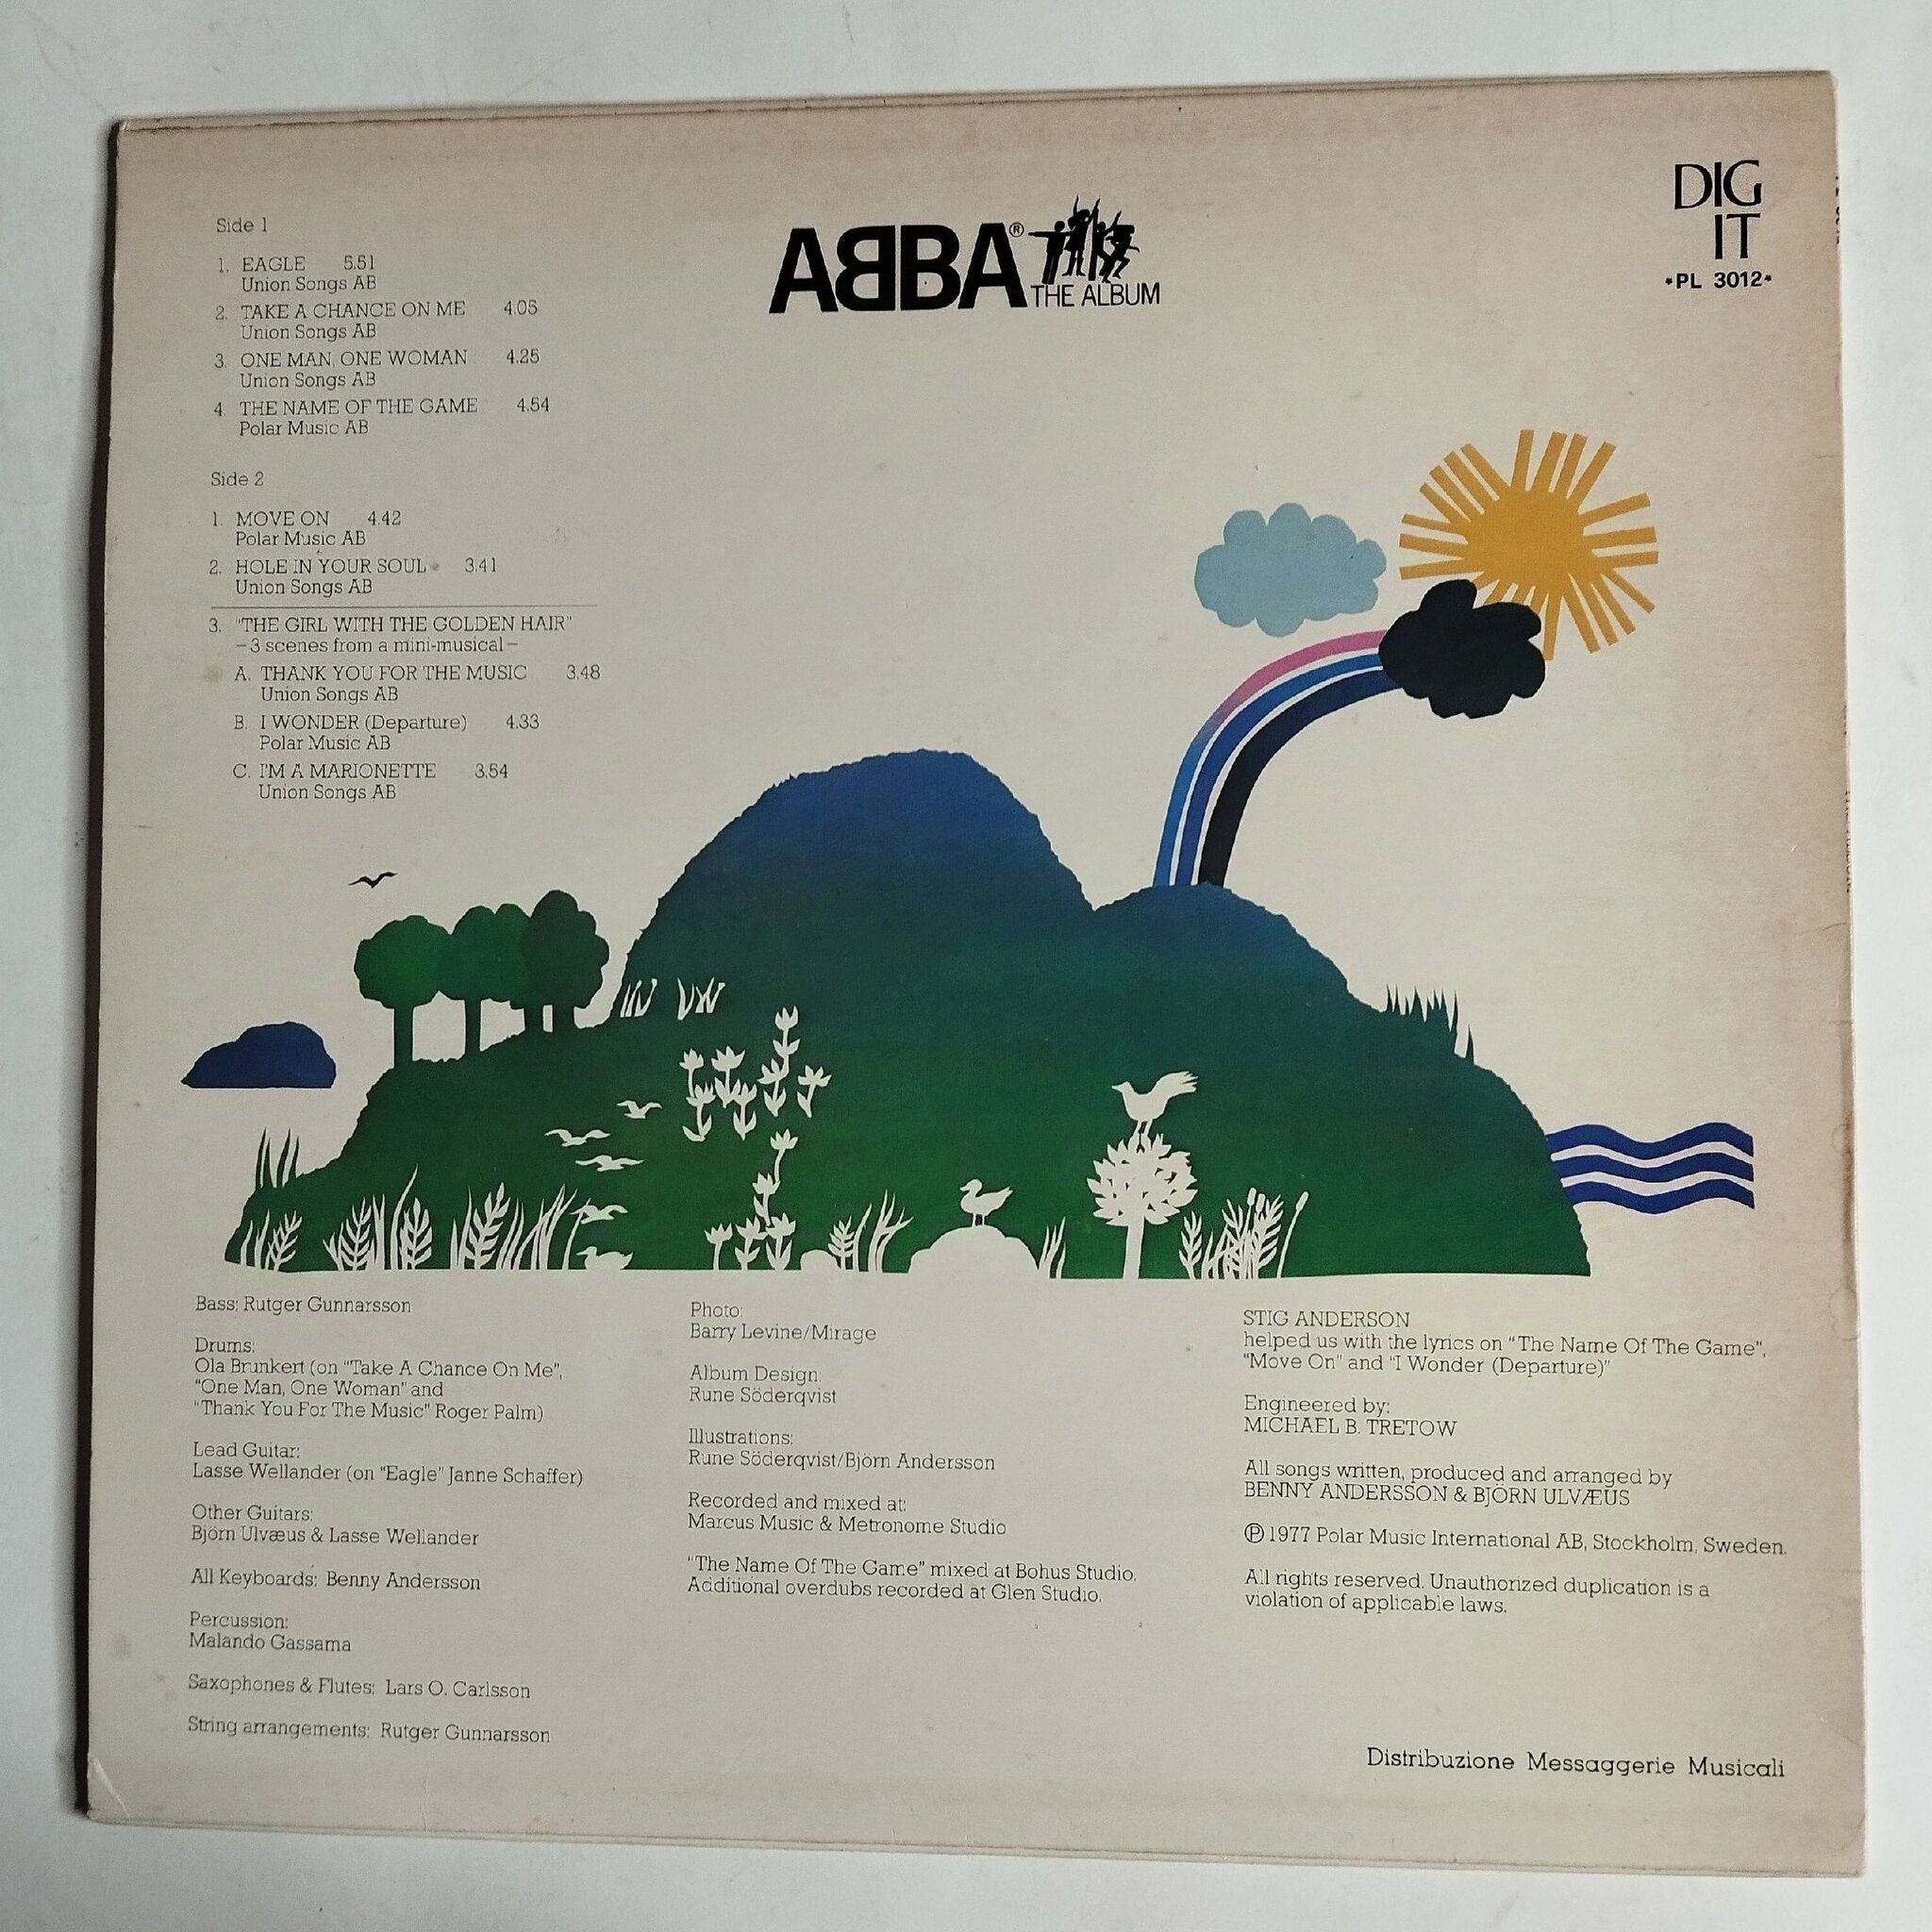 Side 1
1. EAGLE 5.51
Union Songs AB
2. TAKE A CHANCE ON ME 4.05
Union Songs AB
3. ONE MAN, ONE WOMAN 4.25
Union Songs AB
4. THE NAME OF THE GAME 4.54
Polar Music AB
Side 2
1. MOVE ON 4.42
Polar Music AB
2. HOLE IN YOUR SOUL 3.41
Union Songs AB
3. "THE GIRL WITH THE GOLDEN HAIR"
–3 scenes from a mini-musical–
A. THANK YOU FOR THE MUSIC 3.48
Union Songs AB
B. I WONDER (Departure) 4.33
Polar Music AB
C. I'M A MARIONETTE 3.54
Union Songs AB
ABBA®
THE ALBUM
DIG
IT
*PL 3012*
Bass: Rutger Gunnarsson
Drums:
Ola Brunkert (on "Take A Chance On Me",
"One Man, One Woman" and
"Thank You For The Music" Roger Palm)
Lead Guitar:
Lasse Wellander (on "Eagle" Janne Schaffer)
Other Guitars:
Björn Ulvæus & Lasse Wellander
All Keyboards: Benny Andersson
Percussion:
Malando Gassama
Saxophones & Flutes: Lars O. Carlsson
String arrangements: Rutger Gunnarsson
Photo:
Barry Levine/Mirage
Album Design:
Rune Söderqvist
Illustrations:
Rune Söderqvist/Björn Andersson
Recorded and mixed at:
Marcus Music & Metronome Studio
"The Name Of The Game" mixed at Bohus Studio.
Additional overdubs recorded at Glen Studio.
STIG ANDERSON
helped us with the lyrics on "The Name Of The Game",
"Move On" and "I Wonder (Departure)"
Engineered by:
MICHAEL B. TRETOW
All songs written, produced and arranged by
BENNY ANDERSSON & BJÖRN ULVÆUS
℗ 1977 Polar Music International AB, Stockholm, Sweden.
All rights reserved. Unauthorized duplication is a
violation of applicable laws.
Distribuzione Messaggerie Musicali